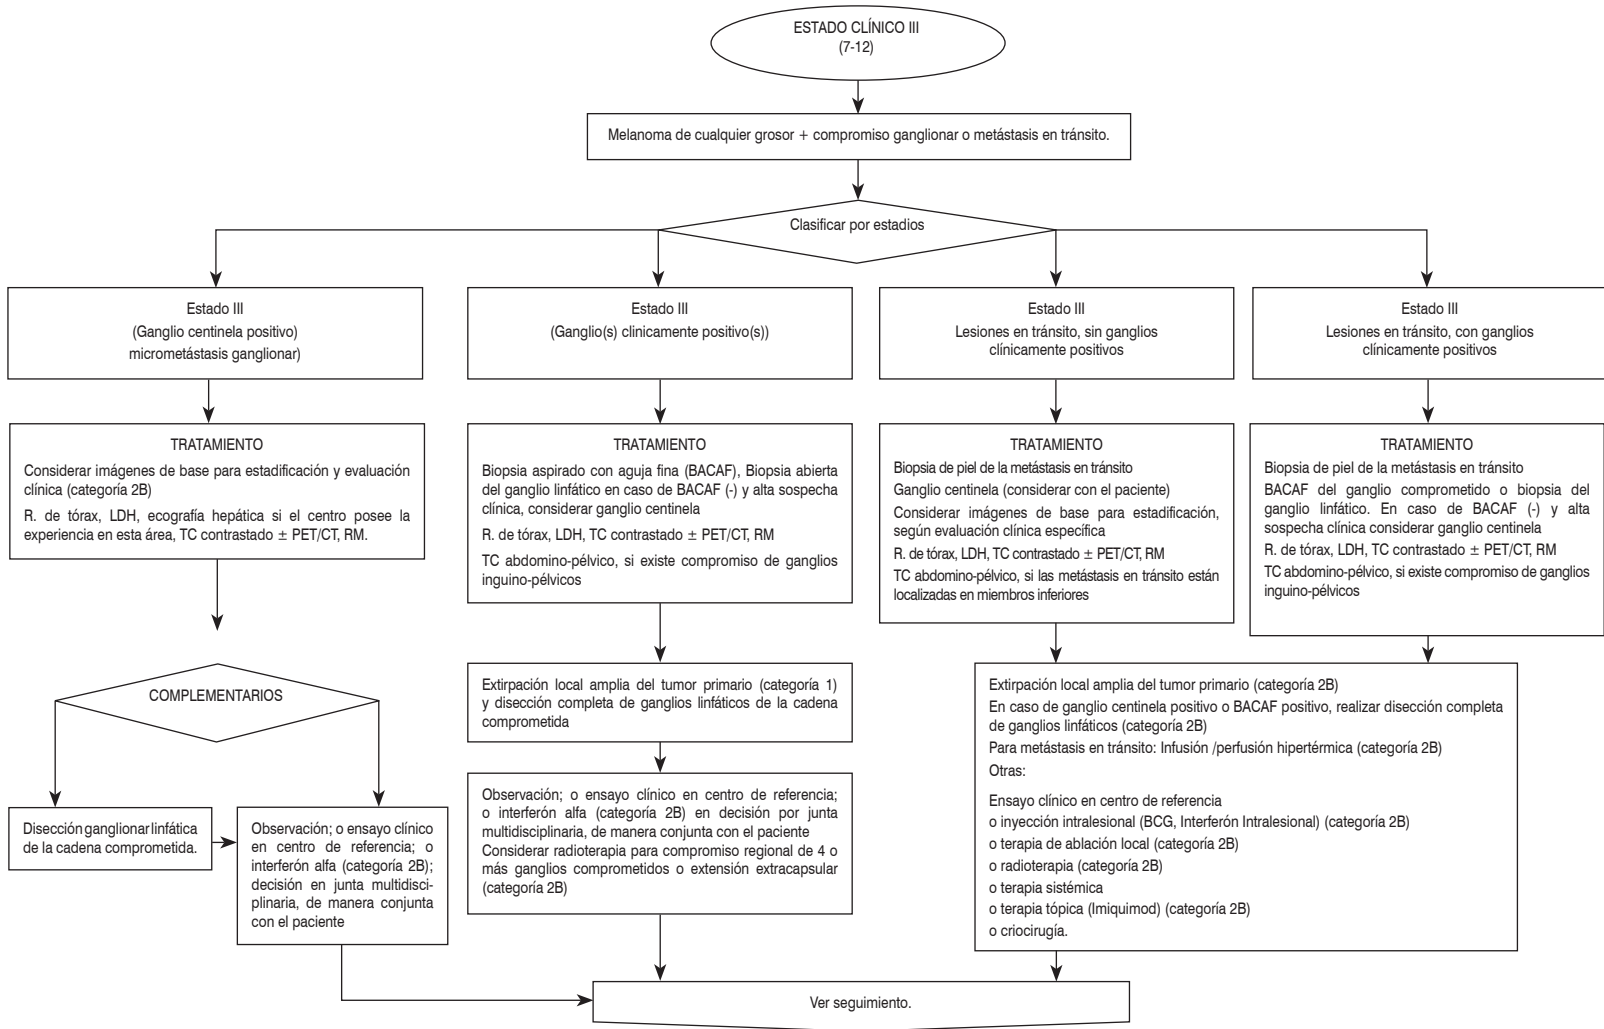 ESTADO CLÍNICO III
(7-12)
Melanoma de cualquier grosor + compromiso ganglionar o metástasis en tránsito.
Clasificar por estadios
Estado III
(Ganglio centinela positivo)
micrometástasis ganglionar)
Estado III
(Ganglio(s) clinicamente positivo(s))
Estado III
Lesiones en tránsito, sin ganglios
clínicamente positivos
Estado III
Lesiones en tránsito, con ganglios
clínicamente positivos
TRATAMIENTO
Considerar imágenes de base para estadificación y evaluación
clínica (categoría 2B)
R. de tórax, LDH, ecografía hepática si el centro posee la
experiencia en esta área, TC contrastado ± PET/CT, RM.
TRATAMIENTO
Biopsia aspirado con aguja fina (BACAF), Biopsia abierta
del ganglio linfático en caso de BACAF (-) y alta sospecha
clínica, considerar ganglio centinela
R. de tórax, LDH, TC contrastado ± PET/CT, RM
TC abdomino-pélvico, si existe compromiso de ganglios
inguino-pélvicos
TRATAMIENTO
Biopsia de piel de la metástasis en tránsito
Ganglio centinela (considerar con el paciente)
Considerar imágenes de base para estadificación,
según evaluación clínica específica
R. de tórax, LDH, TC contrastado ± PET/CT, RM
TC abdomino-pélvico, si las metástasis en tránsito están
localizadas en miembros inferiores
TRATAMIENTO
Biopsia de piel de la metástasis en tránsito
BACAF del ganglio comprometido o biopsia del
ganglio linfático. En caso de BACAF (-) y alta
sospecha clínica considerar ganglio centinela
R. de tórax, LDH, TC contrastado ± PET/CT, RM
TC abdomino-pélvico, si existe compromiso de ganglios
inguino-pélvicos
COMPLEMENTARIOS
Disección ganglionar linfática
de la cadena comprometida.
Observación; o ensayo clínico
en centro de referencia; o
interferón alfa (categoría 2B);
decisión en junta multidisci-
plinaria, de manera conjunta
con el paciente
Extirpación local amplia del tumor primario (categoría 1)
y disección completa de ganglios linfáticos de la cadena
comprometida
Observación; o ensayo clínico en centro de referencia;
o interferón alfa (categoría 2B) en decisión por junta
multidisciplinaria, de manera conjunta con el paciente
Considerar radioterapia para compromiso regional de 4 o
más ganglios comprometidos o extensión extracapsular
(categoría 2B)
Extirpación local amplia del tumor primario (categoría 2B)
En caso de ganglio centinela positivo o BACAF positivo, realizar disección completa
de ganglios linfáticos (categoría 2B)
Para metástasis en tránsito: Infusión /perfusión hipertérmica (categoría 2B)
Otras:
Ensayo clínico en centro de referencia
o inyección intralesional (BCG, Interferón Intralesional) (categoría 2B)
o terapia de ablación local (categoría 2B)
o radioterapia (categoría 2B)
o terapia sistémica
o terapia tópica (Imiquimod) (categoría 2B)
o criocirugía.
Ver seguimiento.